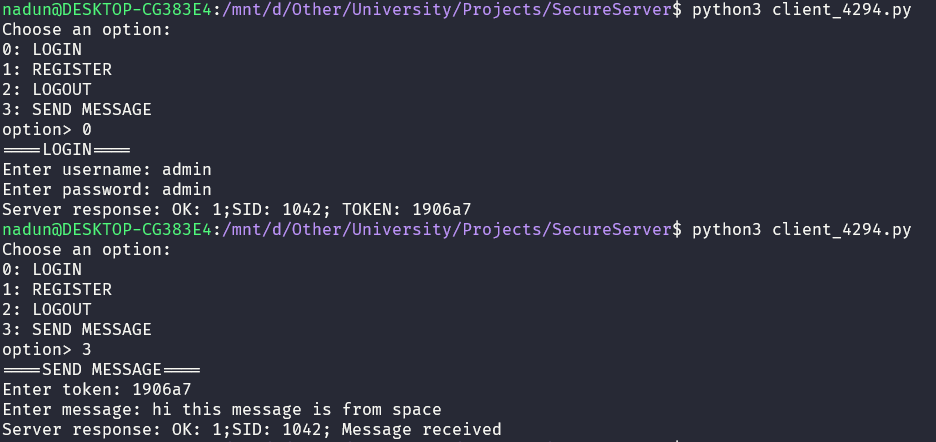 nadun@DESKTOP-CG383E4:/mnt/d/Other/University/Projects/SecureServer$ python3 client_4294.py
Choose an option:
0: LOGIN
1: REGISTER
2: LOGOUT
3: SEND MESSAGE
option> 0
====LOGIN====
Enter username: admin
Enter password: admin
Server response: OK: 1;SID: 1042; TOKEN: 1906a7
nadun@DESKTOP-CG383E4:/mnt/d/Other/University/Projects/SecureServer$ python3 client_4294.py
Choose an option:
0: LOGIN
1: REGISTER
2: LOGOUT
3: SEND MESSAGE
option> 3
====SEND MESSAGE====
Enter token: 1906a7
Enter message: hi this message is from space
Server response: OK: 1;SID: 1042; Message received